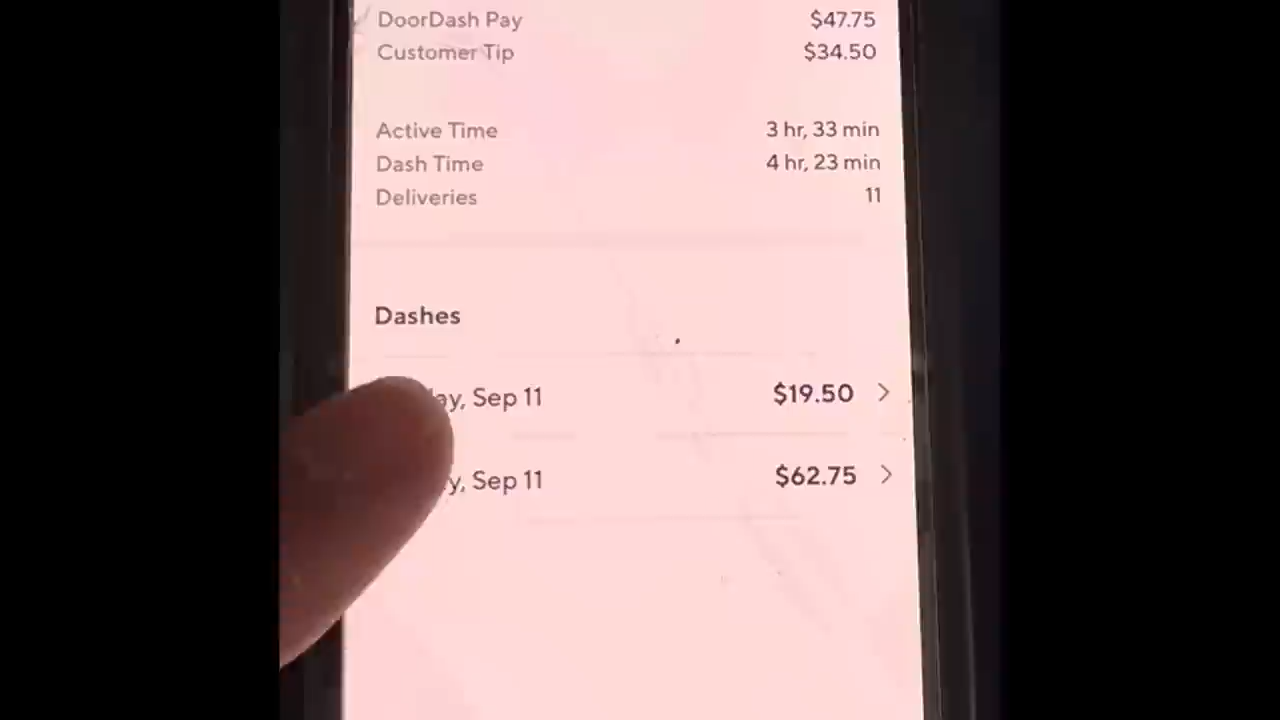 DoorDash Pay $47.75
Customer Tip $34.50
Active Time 3 hr, 33 min
Dash Time 4 hr, 23 min
Deliveries 11
Dashes
Sep 11 $19.50
Sep 11 $62.75